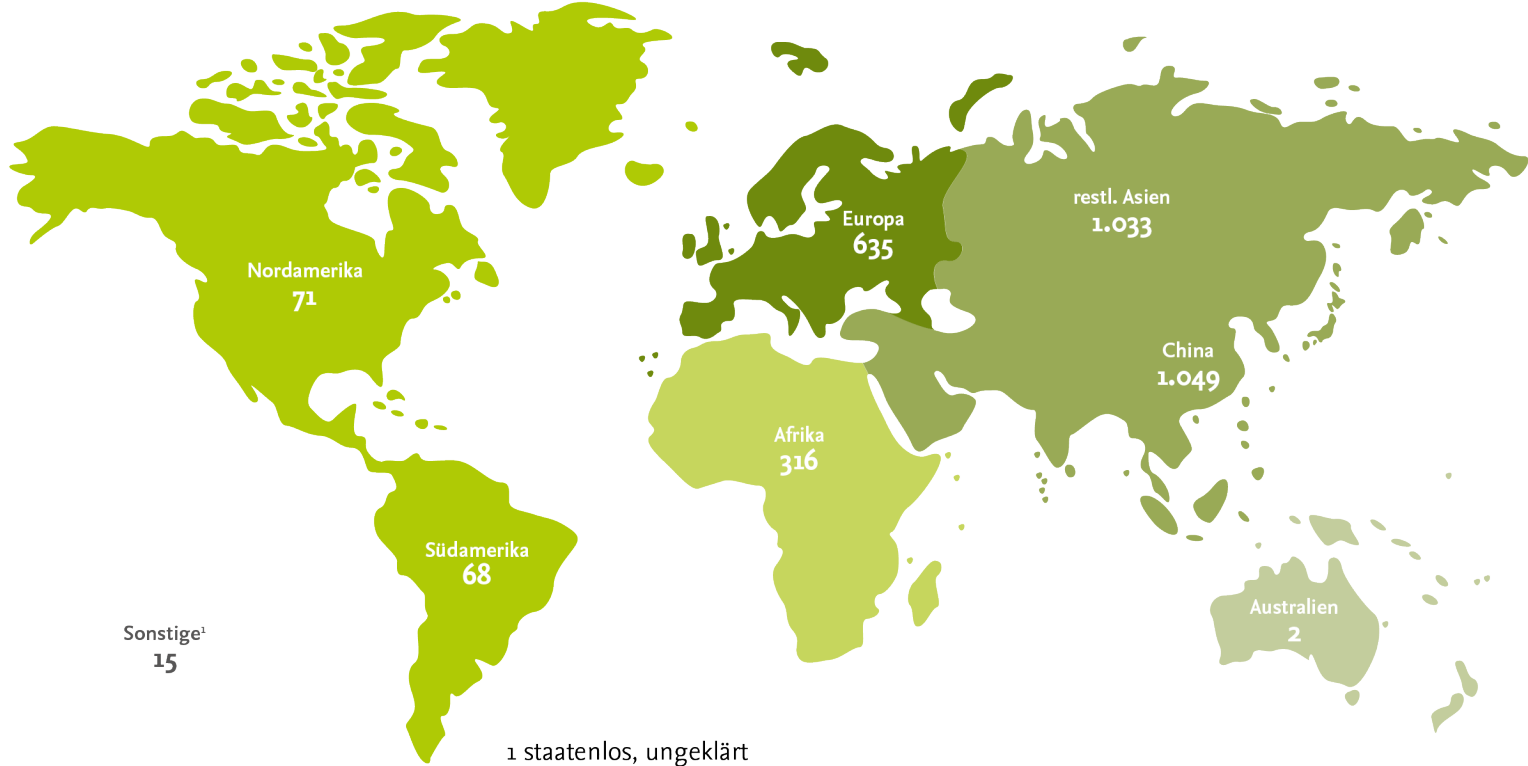 restl. Asien
1.033
Europa
635
Nordamerika
71
China
1.049
Afrika
316
Südamerika
68
Australien
2
Sonstige¹
15
1 staatenlos, ungeklärt